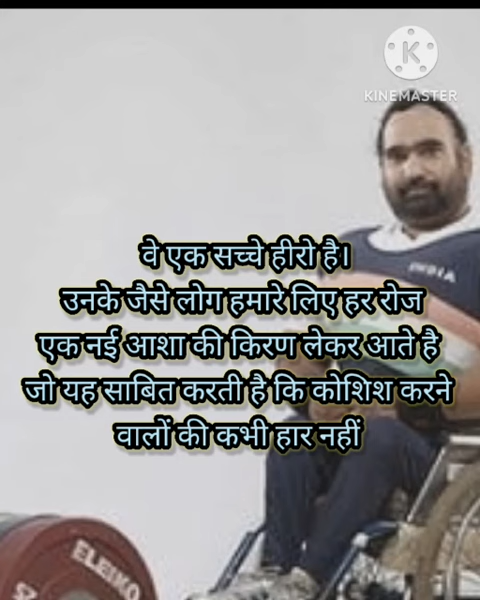 KINEMASTER
INDIA
वे एक सच्चे हीरो है।
उनके जैसे लोग हमारे लिए हर रोज
एक नई आशा की किरण लेकर आते है
जो यह साबित करती है कि कोशिश करने
वालों की कभी हार नहीं
ELEIKO